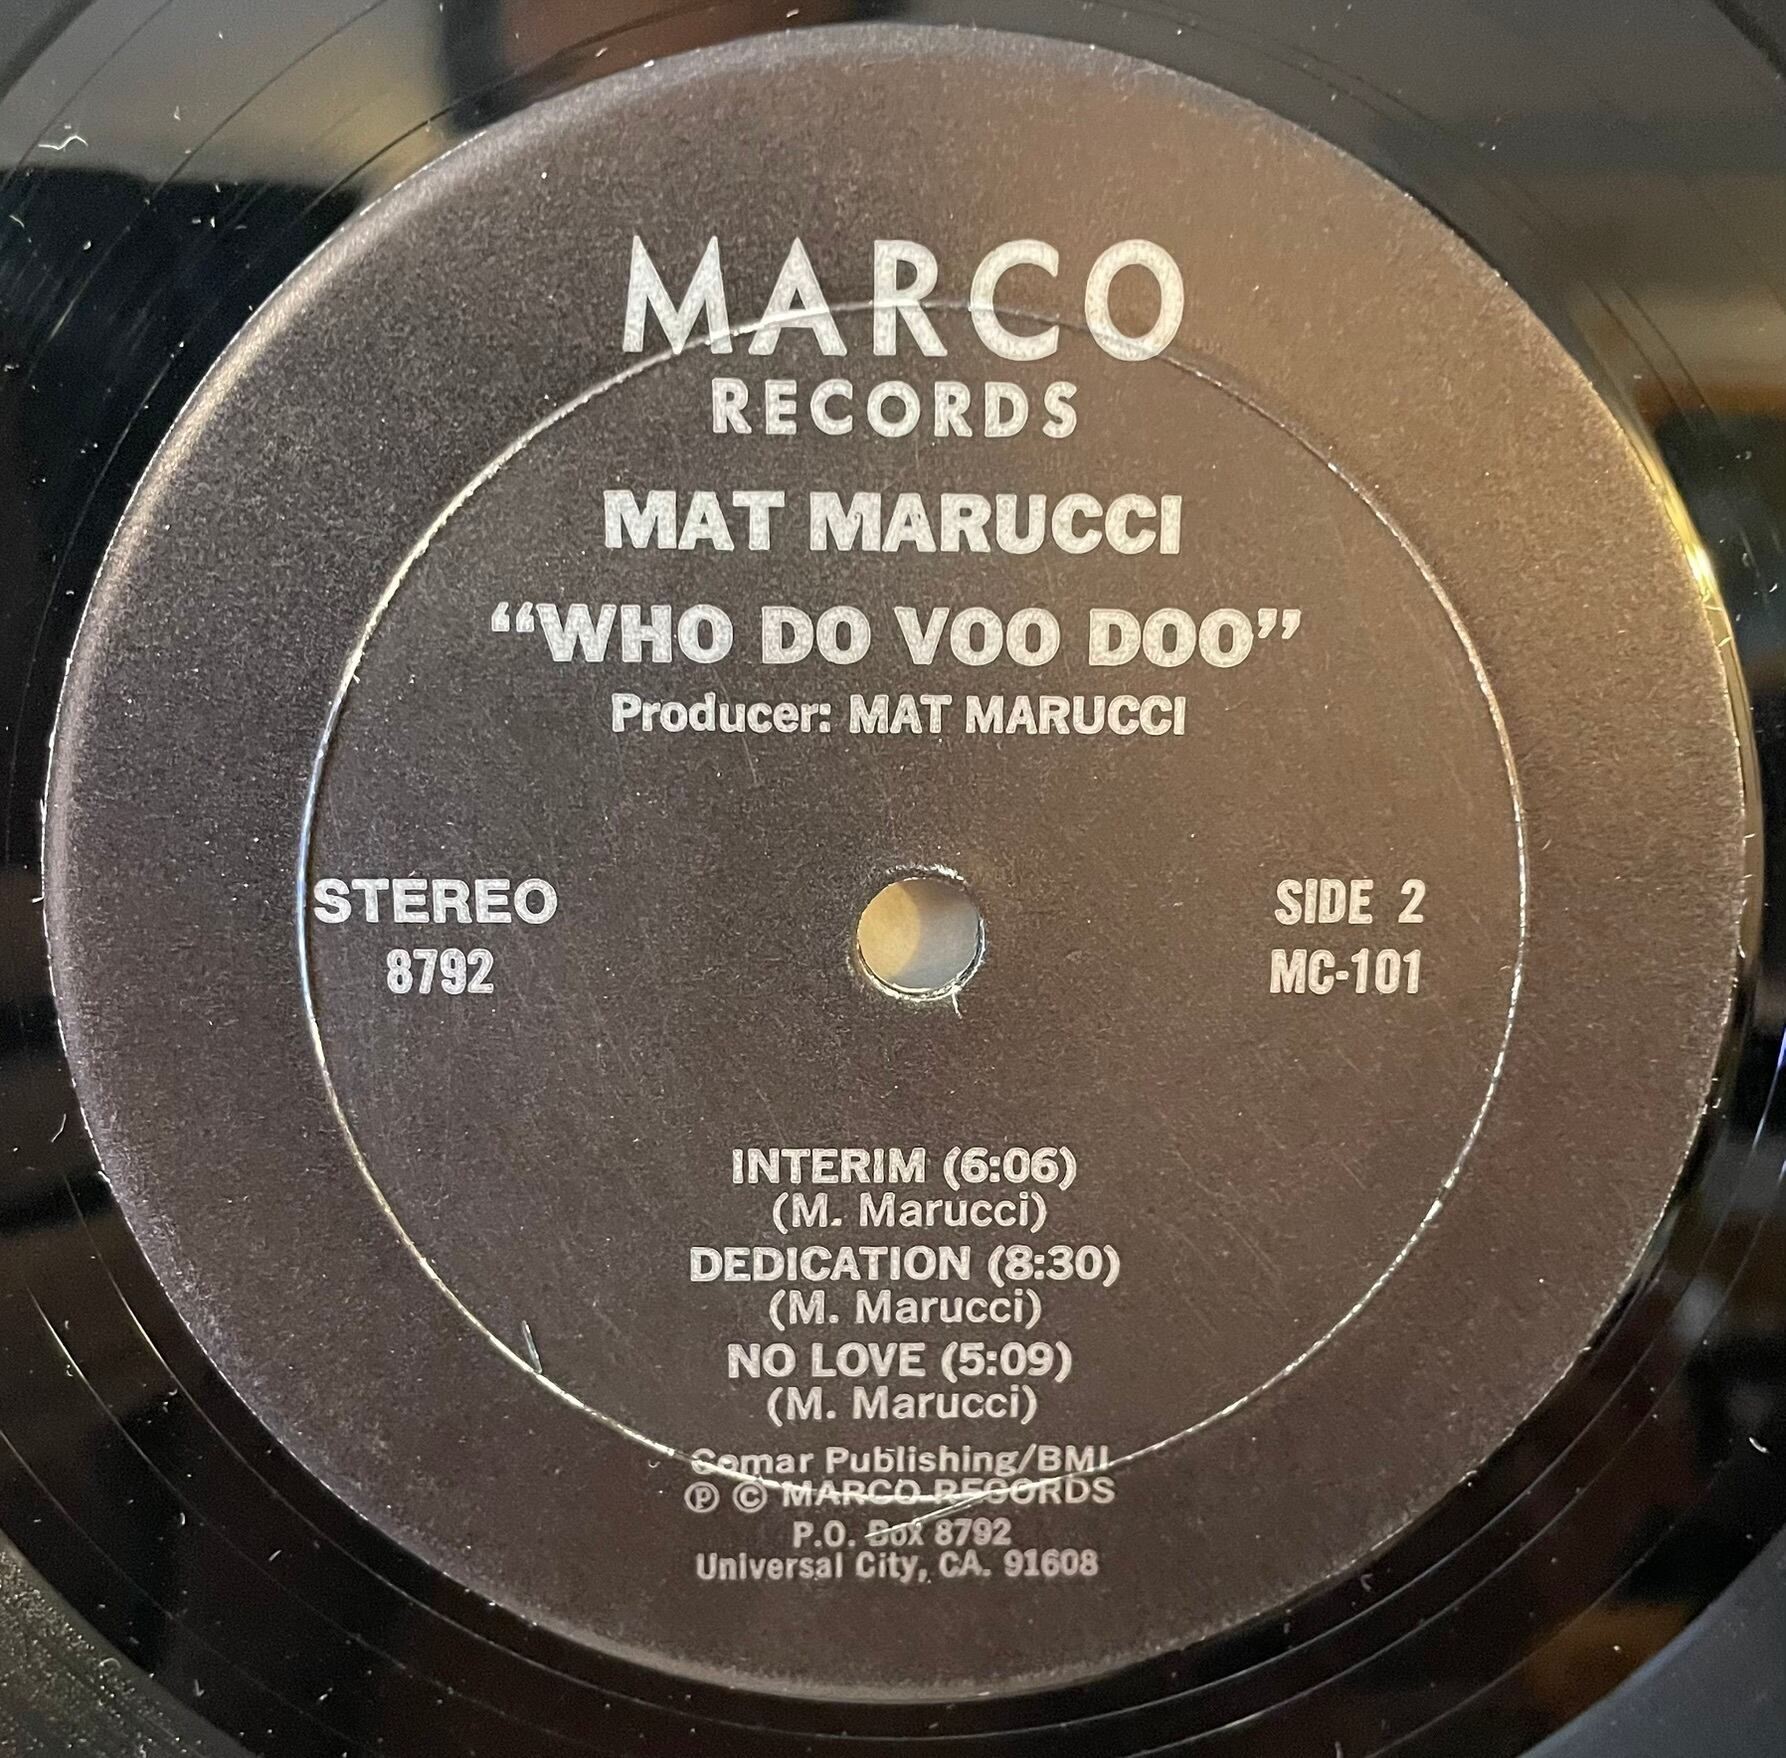 MARCO
RECORDS
MAT MARUCCI
“WHO DO VOO DOO”
Producer: MAT MARUCCI
STEREO
8792
SIDE 2
MC-101
INTERIM (6:06)
(M. Marucci)
DEDICATION (8:30)
(M. Marucci)
NO LOVE (5:09)
(M. Marucci)
Comar Publishing/BMI
Ⓟ © MARCO RECORDS
P.O. Box 8792
Universal City, CA. 91608